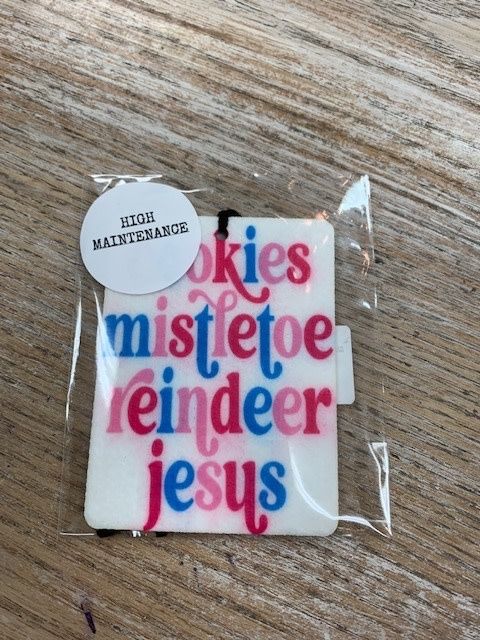 HIGH
MAINTENANCE
okies
mistletoe
reindeer
jesus